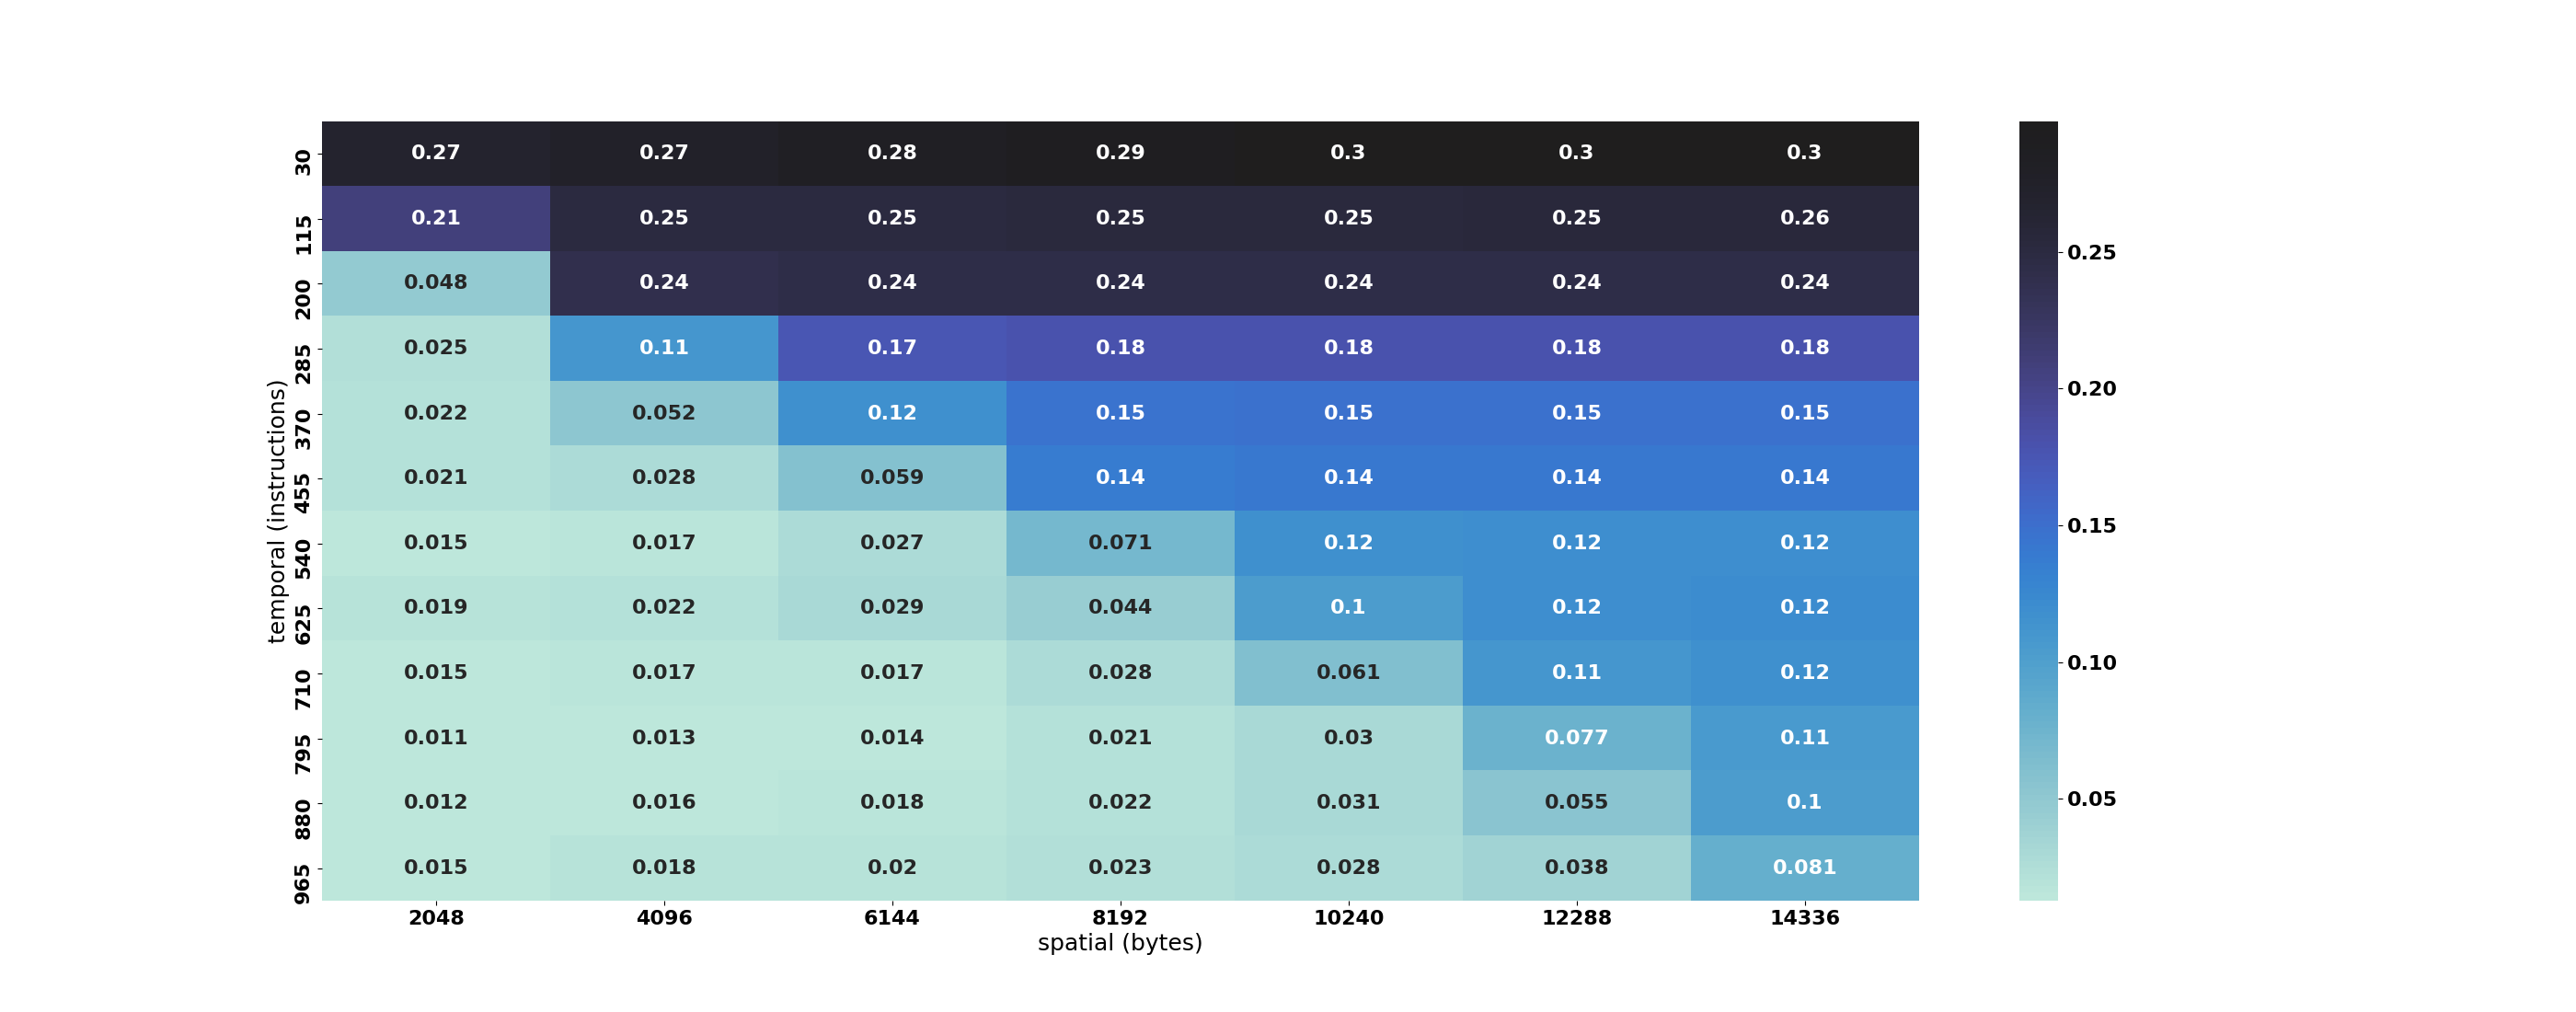 30 0.27 0.27 0.28 0.29 0.3 0.3 0.3
115 0.21 0.25 0.25 0.25 0.25 0.25 0.26
200 0.048 0.24 0.24 0.24 0.24 0.24 0.24
285 0.025 0.11 0.17 0.18 0.18 0.18 0.18
370 0.022 0.052 0.12 0.15 0.15 0.15 0.15
455 0.021 0.028 0.059 0.14 0.14 0.14 0.14
540 0.015 0.017 0.027 0.071 0.12 0.12 0.12
625 0.019 0.022 0.029 0.044 0.1 0.12 0.12
710 0.015 0.017 0.017 0.028 0.061 0.11 0.12
795 0.011 0.013 0.014 0.021 0.03 0.077 0.11
880 0.012 0.016 0.018 0.022 0.031 0.055 0.1
965 0.015 0.018 0.02 0.023 0.028 0.038 0.081
2048 4096 6144 8192 10240 12288 14336
spatial (bytes)
temporal (instructions)
0.25
0.20
0.15
0.10
0.05